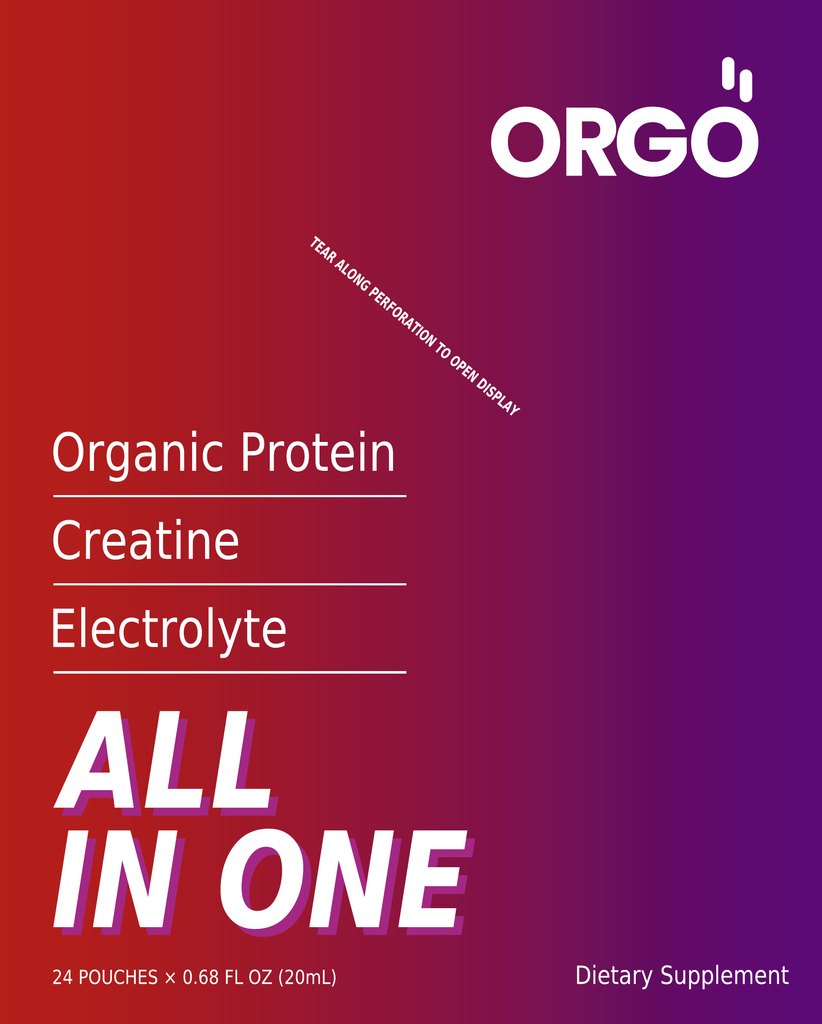 ORGO
TEAR ALONG PERFORATION TO OPEN DISPLAY
Organic Protein
Creatine
Electrolyte
ALL
IN ONE
24 POUCHES × 0.68 FL OZ (20mL)
Dietary Supplement